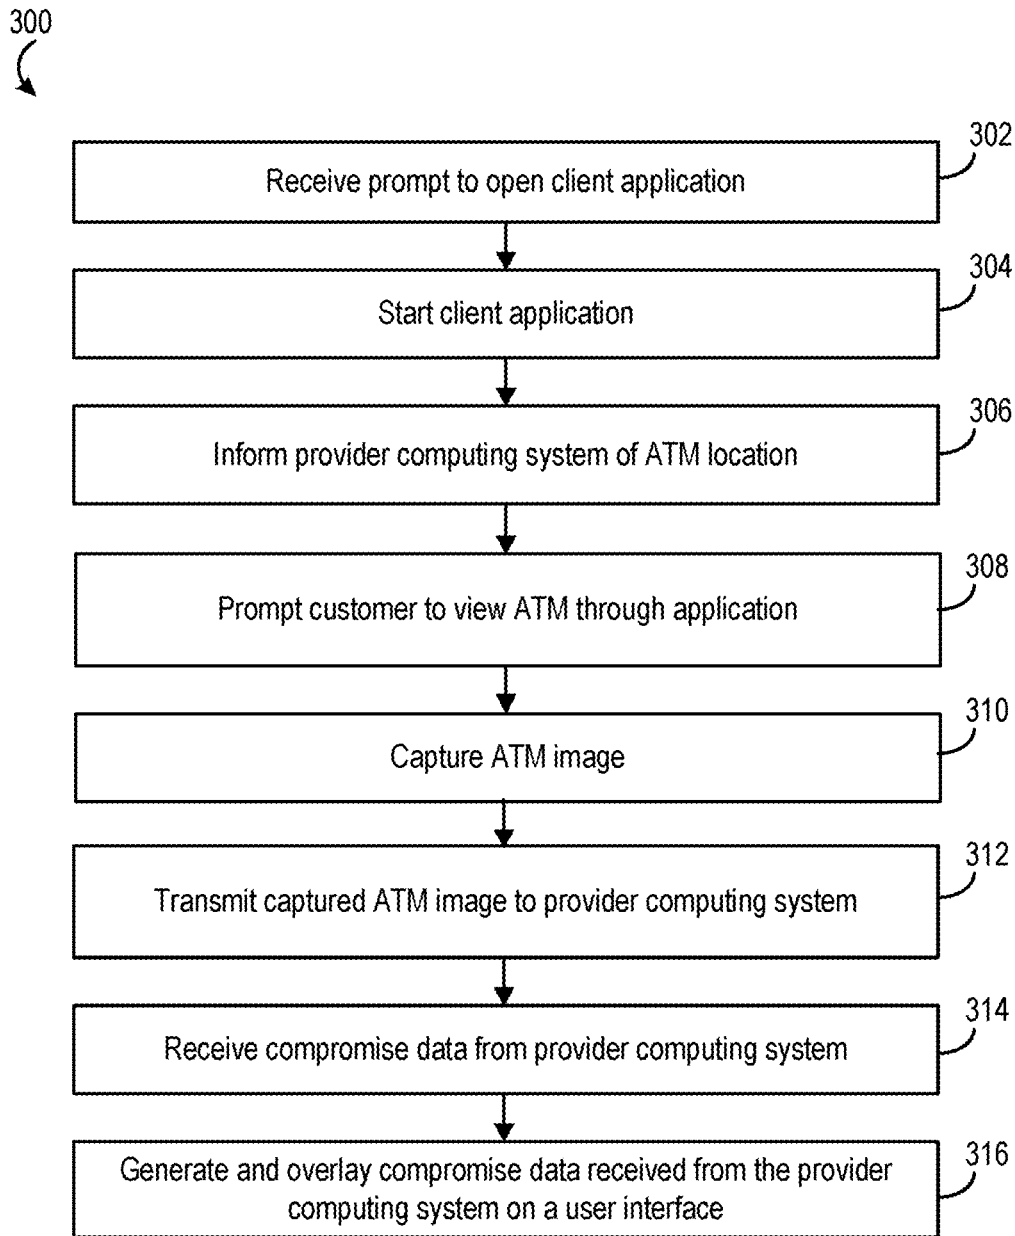 300
302
Receive prompt to open client application
304
Start client application
306
Inform provider computing system of ATM location
308
Prompt customer to view ATM through application
310
Capture ATM image
312
Transmit captured ATM image to provider computing system
314
Receive compromise data from provider computing system
316
Generate and overlay compromise data received from the provider
computing system on a user interface